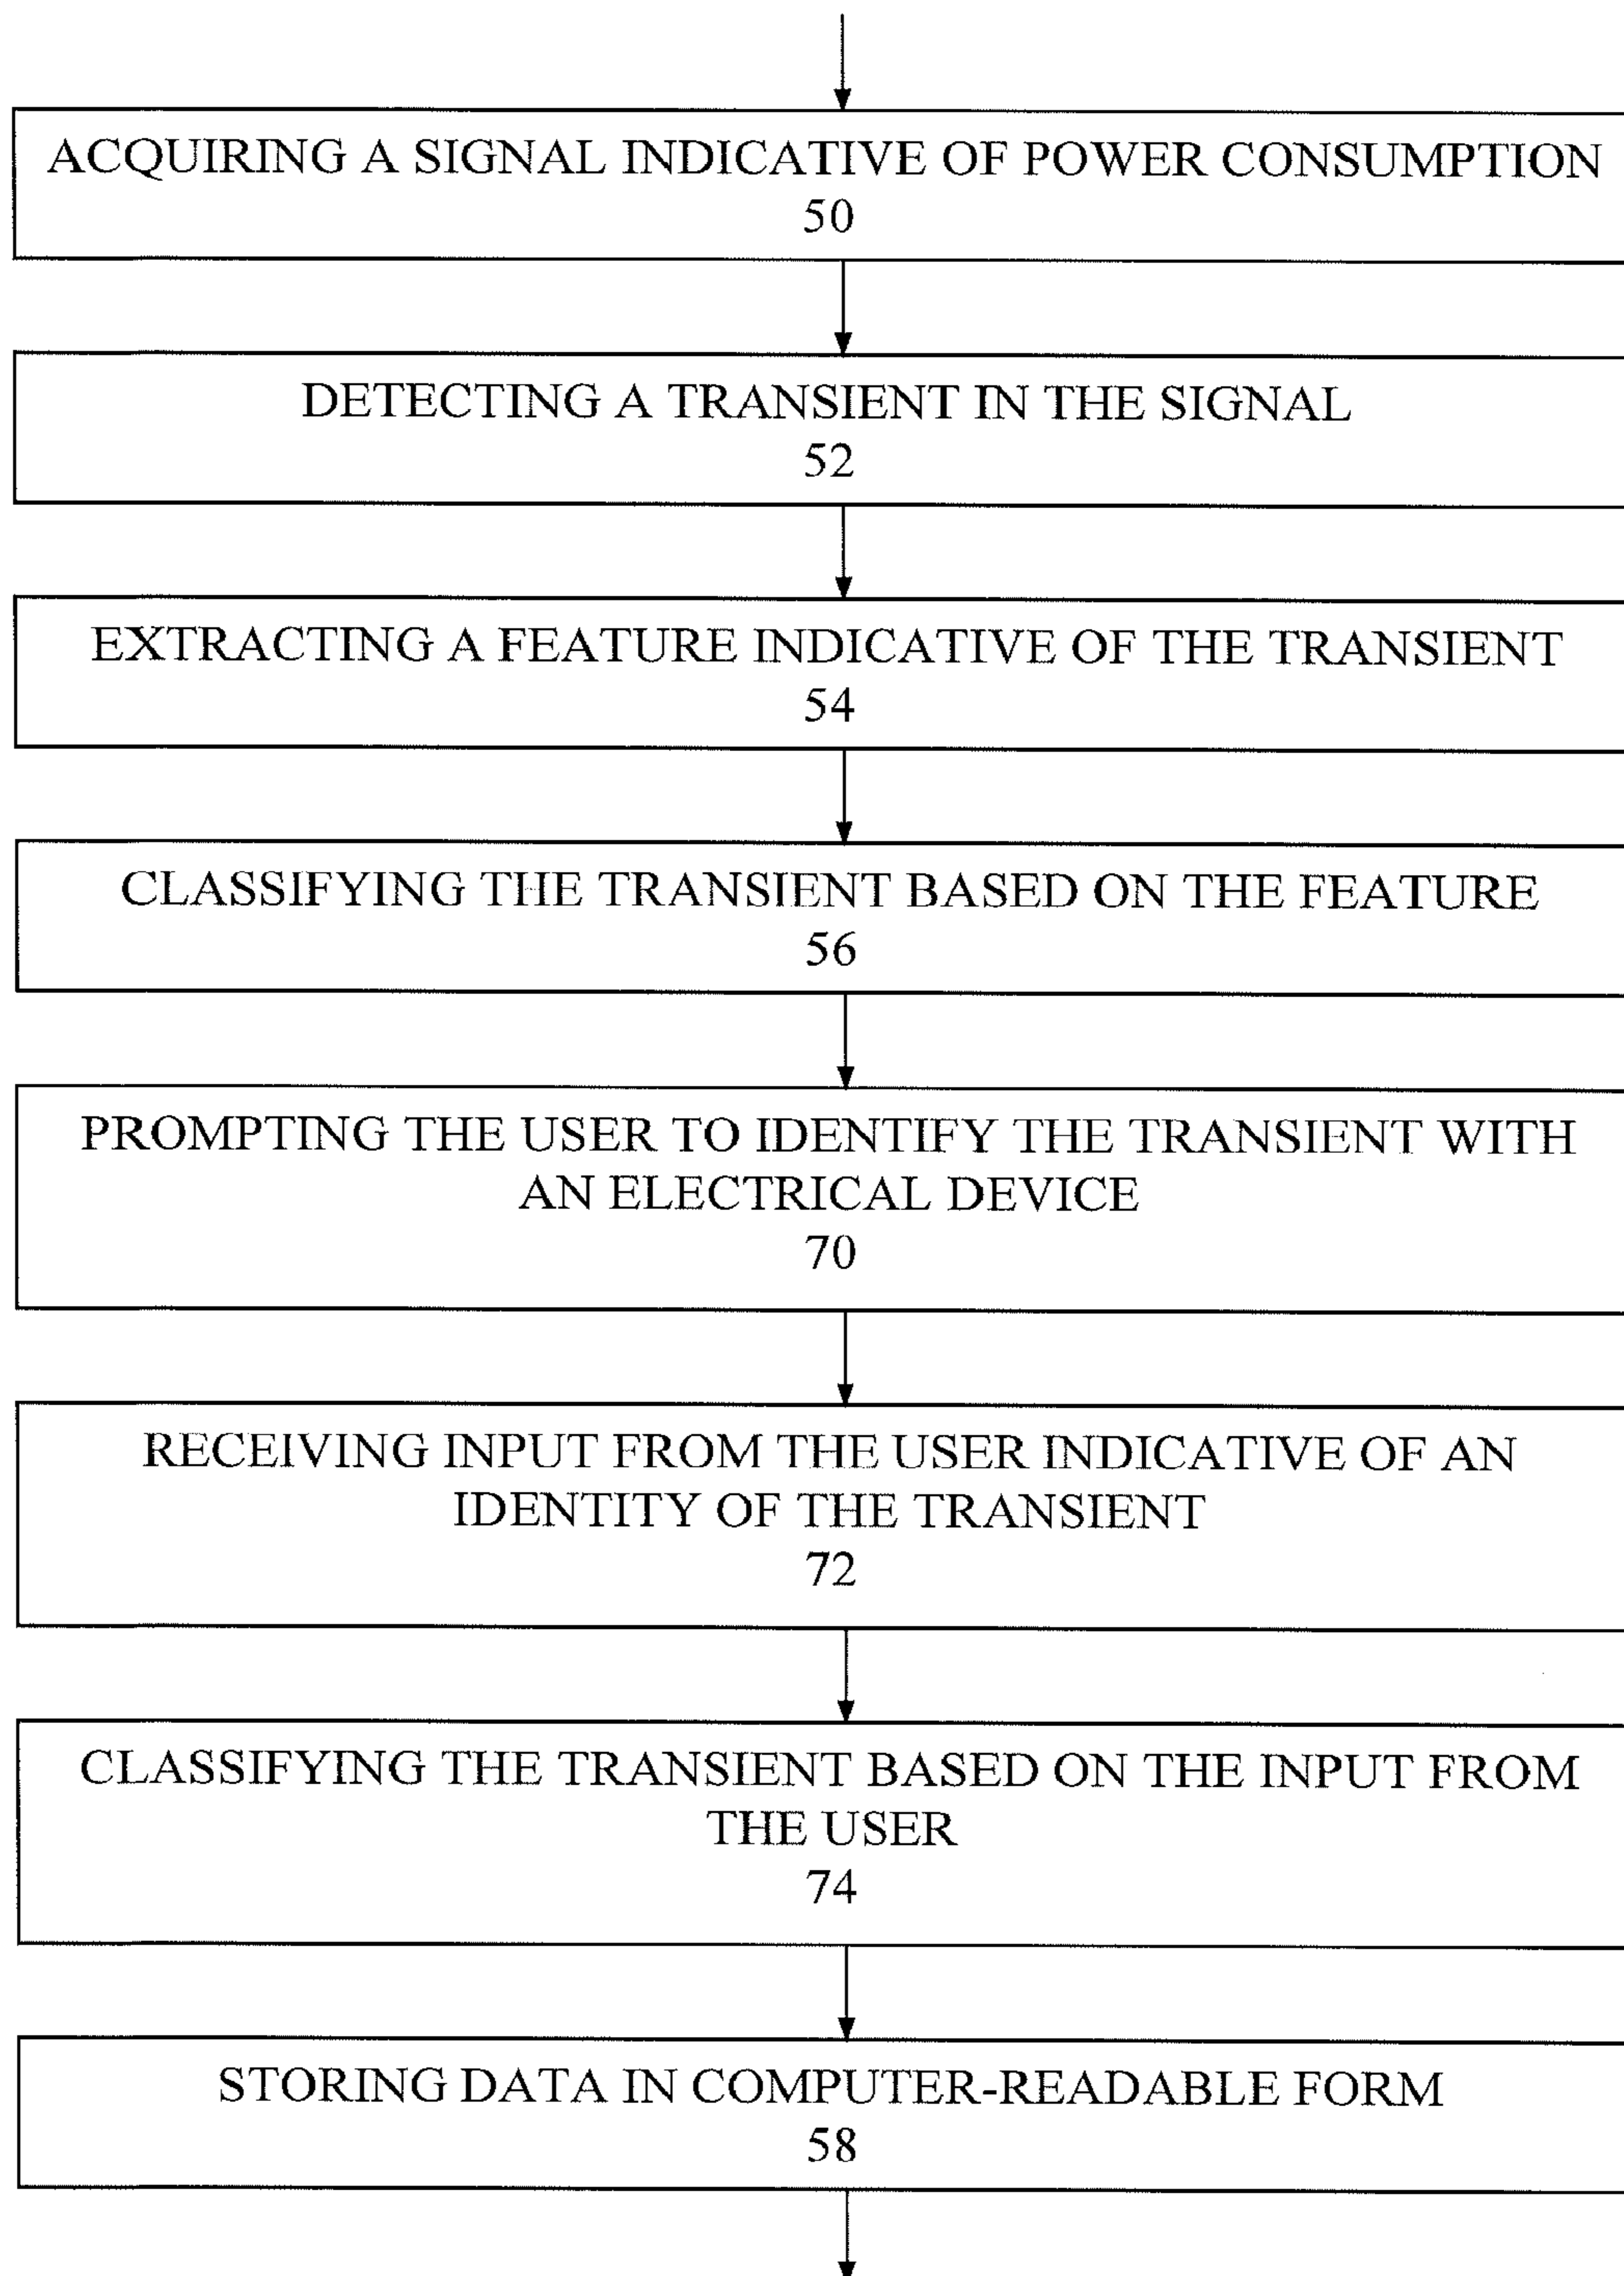 ACQUIRING A SIGNAL INDICATIVE OF POWER CONSUMPTION
50
DETECTING A TRANSIENT IN THE SIGNAL
52
EXTRACTING A FEATURE INDICATIVE OF THE TRANSIENT
54
CLASSIFYING THE TRANSIENT BASED ON THE FEATURE
56
PROMPTING THE USER TO IDENTIFY THE TRANSIENT WITH
AN ELECTRICAL DEVICE
70
RECEIVING INPUT FROM THE USER INDICATIVE OF AN
IDENTITY OF THE TRANSIENT
72
CLASSIFYING THE TRANSIENT BASED ON THE INPUT FROM
THE USER
74
STORING DATA IN COMPUTER-READABLE FORM
58